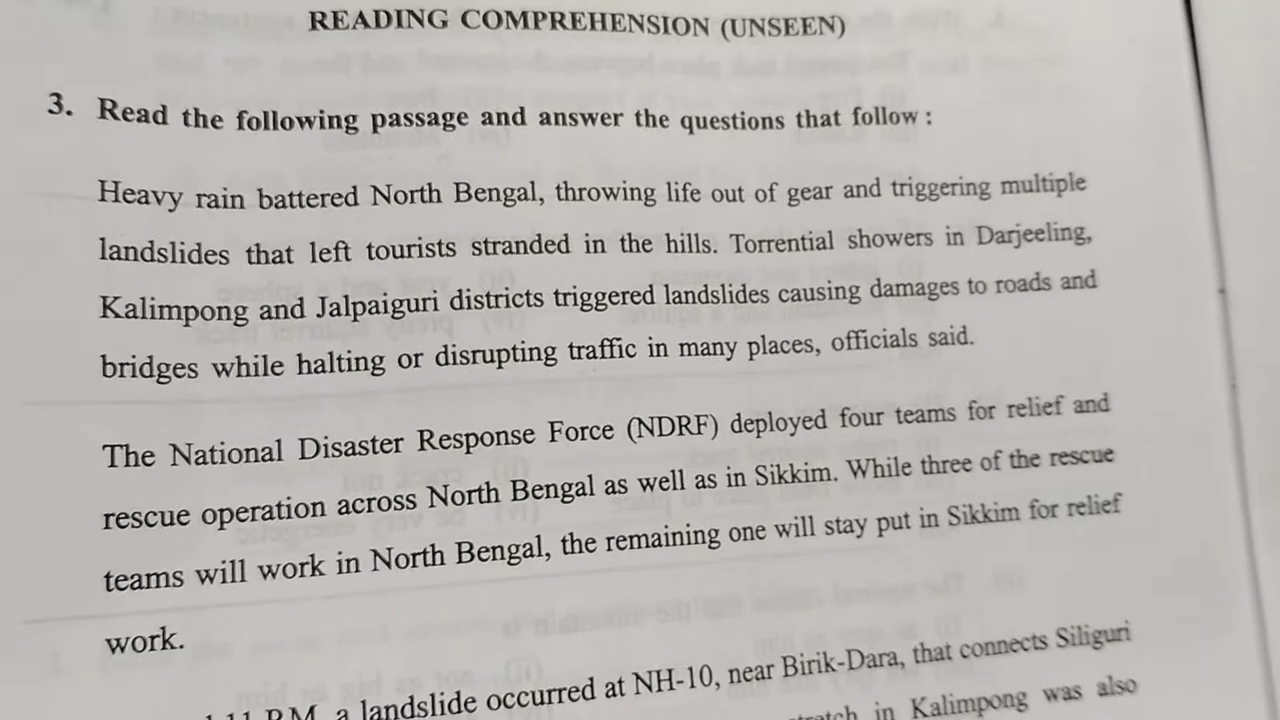 READING COMPREHENSION (UNSEEN)
3. Read the following passage and answer the questions that follow :
Heavy rain battered North Bengal, throwing life out of gear and triggering multiple
landslides that left tourists stranded in the hills. Torrential showers in Darjeeling,
Kalimpong and Jalpaiguri districts triggered landslides causing damages to roads and
bridges while halting or disrupting traffic in many places, officials said.
The National Disaster Response Force (NDRF) deployed four teams for relief and
rescue operation across North Bengal as well as in Sikkim. While three of the rescue
teams will work in North Bengal, the remaining one will stay put in Sikkim for relief
work.
P.M. a landslide occurred at NH-10, near Birik-Dara, that connects Siliguri
in Kalimpong was also